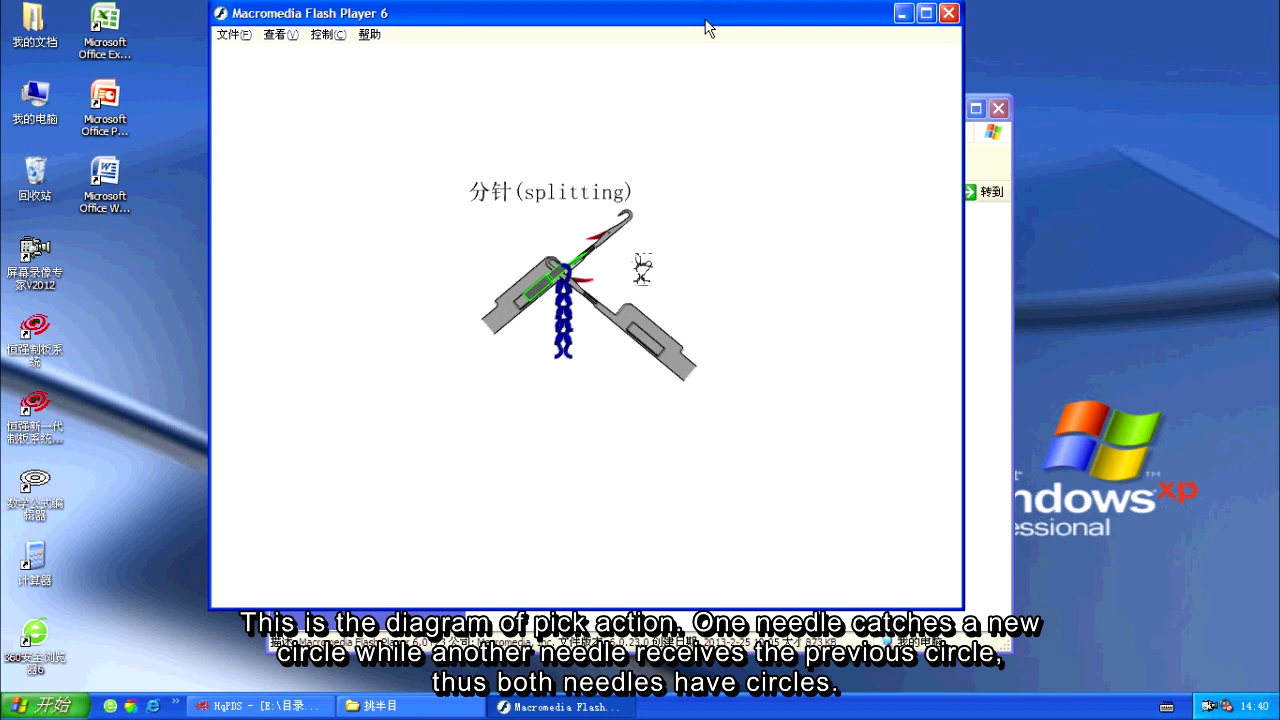 Macromedia Flash Player 6
文件(F) 查看(V) 控制(C) 帮助
我的文档
Microsoft
Office Ex...
我的电脑
Microsoft
Office P...
回收站
Microsoft
Office W...
屏幕录像专
家V2012
恒强制板系
统
恒强新一代
制板系统...
数学公式编
辑器
计算器
360安全浏览
器6
转到
分针(splitting)
ndows xp
essional
This is the diagram of pick action. One needle catches a new
circle while another needle receives the previous circle,
thus both needles have circles.
我的电脑
开始
HqPDS - [E:\目录...
挑半目
Macromedia Flash...
14:40